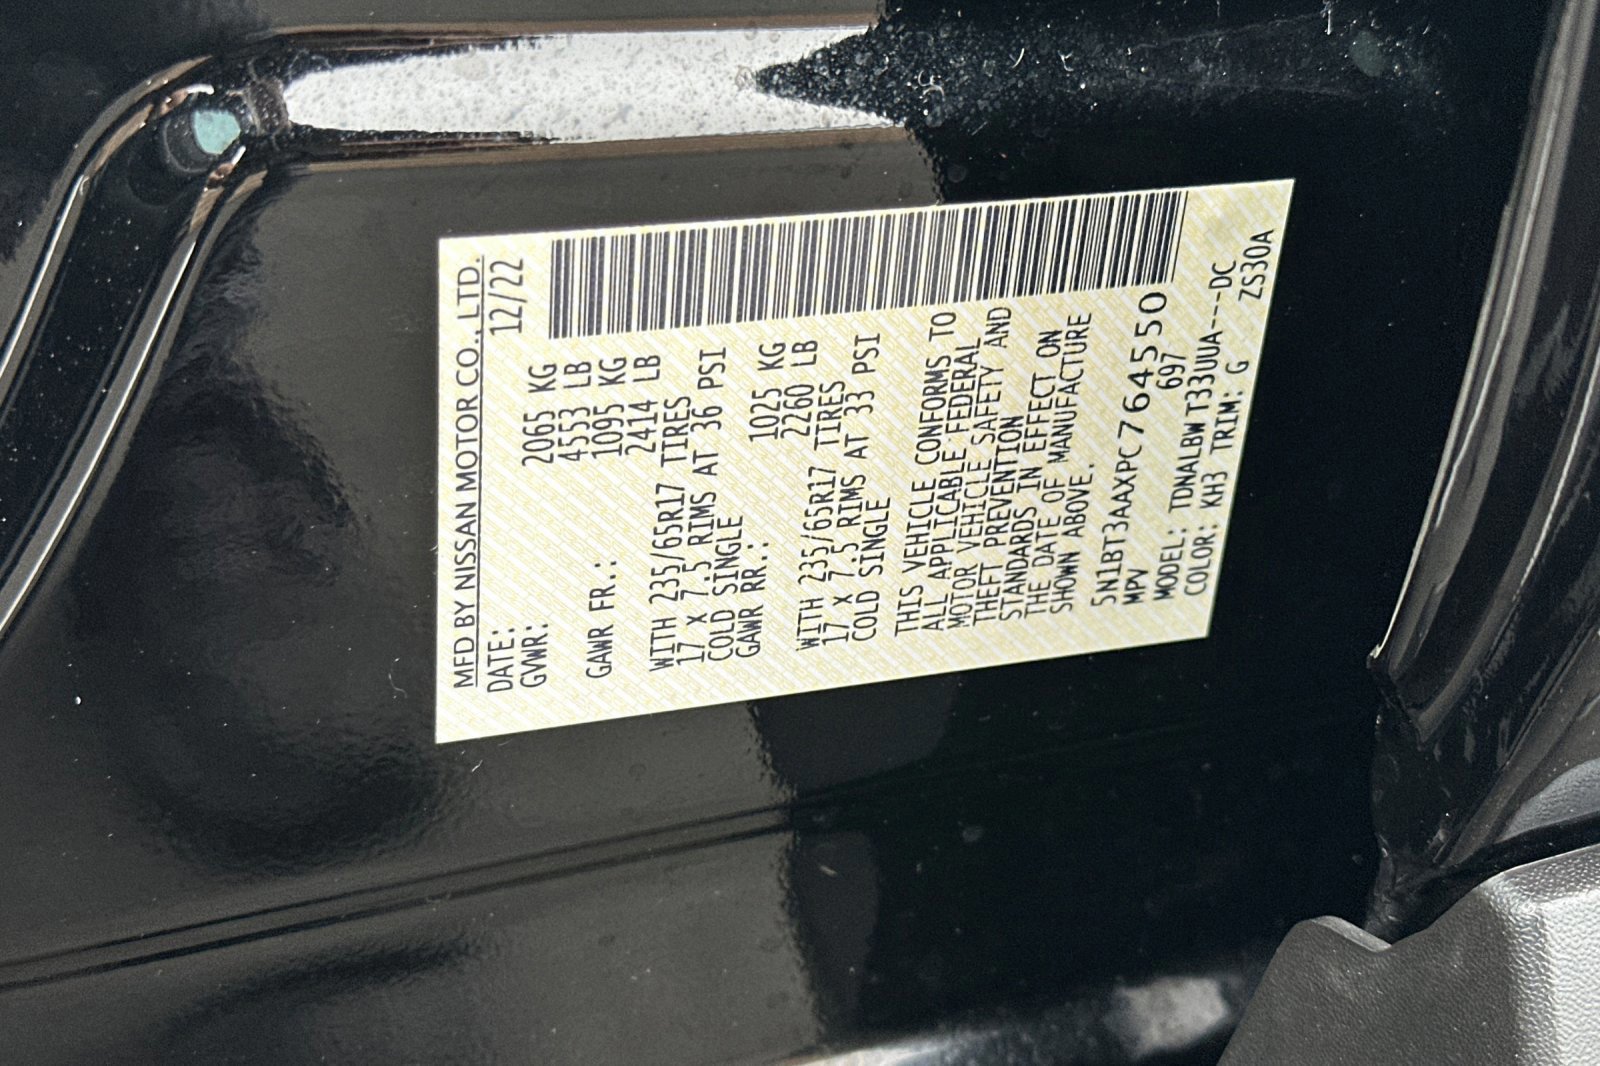 MFD BY NISSAN MOTOR CO., LTD.
DATE: 12/22
GVWR: 2065 KG
4553 LB
GAWR FR.: 1095 KG
2414 LB
WITH 235/65R17 TIRES
17 x 7.5 RIMS AT 36 PSI
COLD SINGLE
GAWR RR.: 1025 KG
2260 LB
WITH 235/65R17 TIRES
17 x 7.5 RIMS AT 33 PSI
COLD SINGLE
THIS VEHICLE CONFORMS TO
ALL APPLICABLE FEDERAL
MOTOR VEHICLE SAFETY AND
THEFT PREVENTION
STANDARDS IN EFFECT ON
THE DATE OF MANUFACTURE
SHOWN ABOVE.
5N1BT3AAXPC764550
MPV 697
MODEL: TDNALBWT33UUA----DC
COLOR: KH3 TRIM: G ZS30A